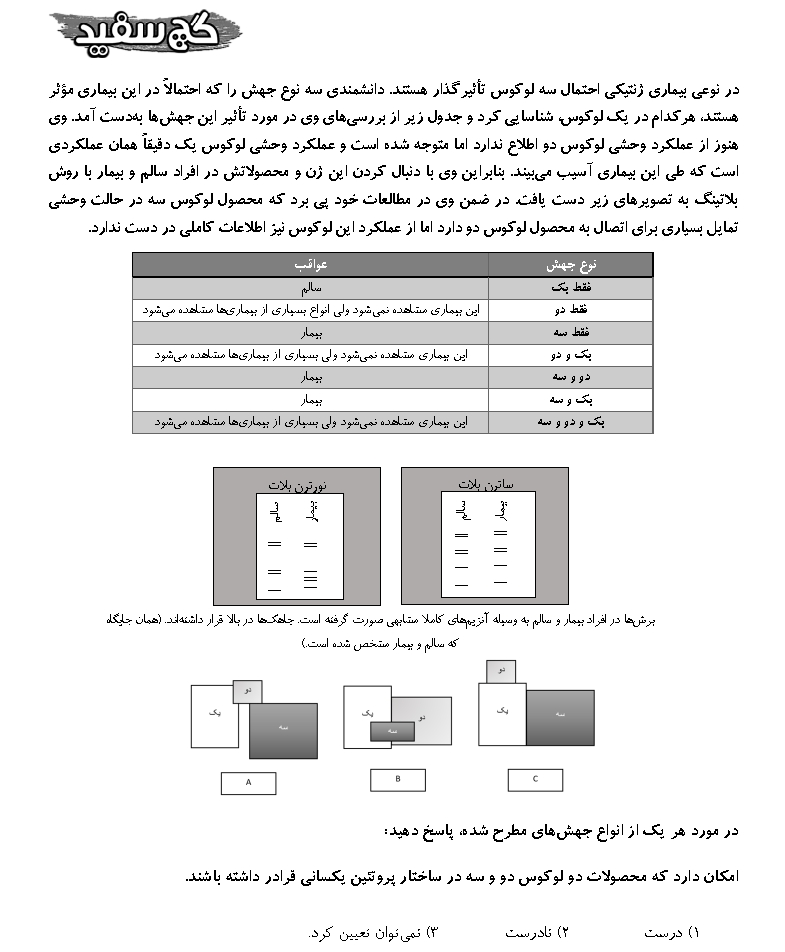 گچ سفید
در نوعی بیماری ژنتیکی احتمال سه لوکوس تأثیرگذار هستند. دانشمندی سه نوع جهش را که احتمالاً در این بیماری مؤثر
هستند، هرکدام در یک لوکوس، شناسایی کرد و جدول زیر از بررسی‌های وی در مورد تأثیر این جهش‌ها به‌دست آمد. وی
هنوز از عملکرد وحشی لوکوس دو اطلاع ندارد اما متوجه شده است و عملکرد وحشی لوکوس یک دقیقاً همان عملکردی
است که طی این بیماری آسیب می‌بیند. بنابراین وی با دنبال کردن این ژن و محصولاتش در افراد سالم و بیمار با روش
بلاتینگ به تصویرهای زیر دست یافت. در ضمن وی در مطالعات خود پی برد که محصول لوکوس سه در حالت وحشی
تمایل بسیاری برای اتصال به محصول لوکوس دو دارد اما از عملکرد این لوکوس نیز اطلاعات کاملی در دست ندارد.
نوع جهش عواقب
فقط یک سالم
فقط دو این بیماری مشاهده نمی‌شود ولی انواع بسیاری از بیماری‌ها مشاهده می‌شود
فقط سه بیمار
یک و دو این بیماری مشاهده نمی‌شود ولی بسیاری از بیماری‌ها مشاهده می‌شود
دو و سه بیمار
یک و سه بیمار
یک و دو و سه این بیماری مشاهده نمی‌شود ولی بسیاری از بیماری‌ها مشاهده می‌شود
ساترن بلات
سالم بیمار
نورترن بلات
سالم بیمار
برش‌ها در افراد بیمار و سالم به وسیله آنزیم‌های کاملا مشابهی صورت گرفته است. جاهک‌ها در بالا قرار داشته‌اند. (همان جایگاه
که سالم و بیمار مشخص شده است.)
یک دو سه
یک دو سه
یک دو سه
A B C
در مورد هر یک از انواع جهش‌های مطرح شده، پاسخ دهید:
امکان دارد که محصولات دو لوکوس دو و سه در ساختار پروتئین یکسانی قرادر داشته باشند.
۱) درست ۲) نادرست ۳) نمی‌توان تعیین کرد.